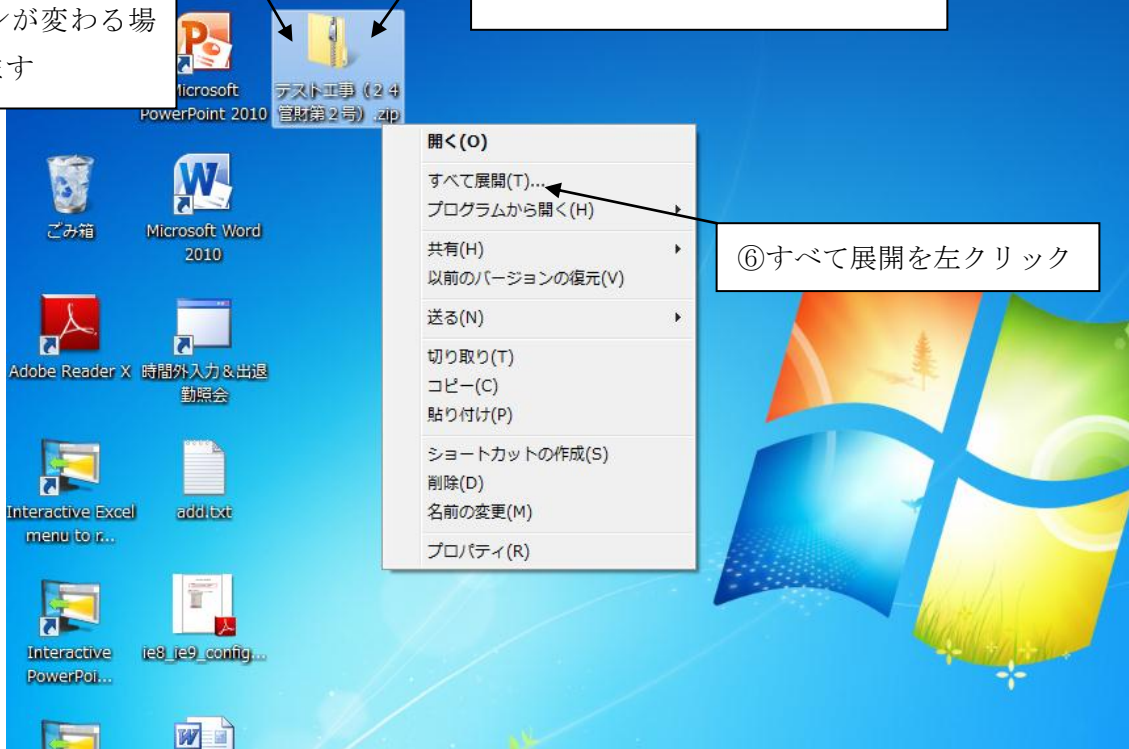 ンが変わる場
ます
Microsoft
PowerPoint 2010
テスト工事（２４
管財第２号）.zip
開く(O)
すべて展開(T)...
プログラムから開く(H)
共有(H)
以前のバージョンの復元(V)
送る(N)
切り取り(T)
コピー(C)
貼り付け(P)
ショートカットの作成(S)
削除(D)
名前の変更(M)
プロパティ(R)
⑥すべて展開を左クリック
ごみ箱
Microsoft Word
2010
Adobe Reader X
時間外入力＆出退
勤照会
Interactive Excel
menu to r...
add.txt
Interactive
PowerPoi...
ie8_ie9_config...